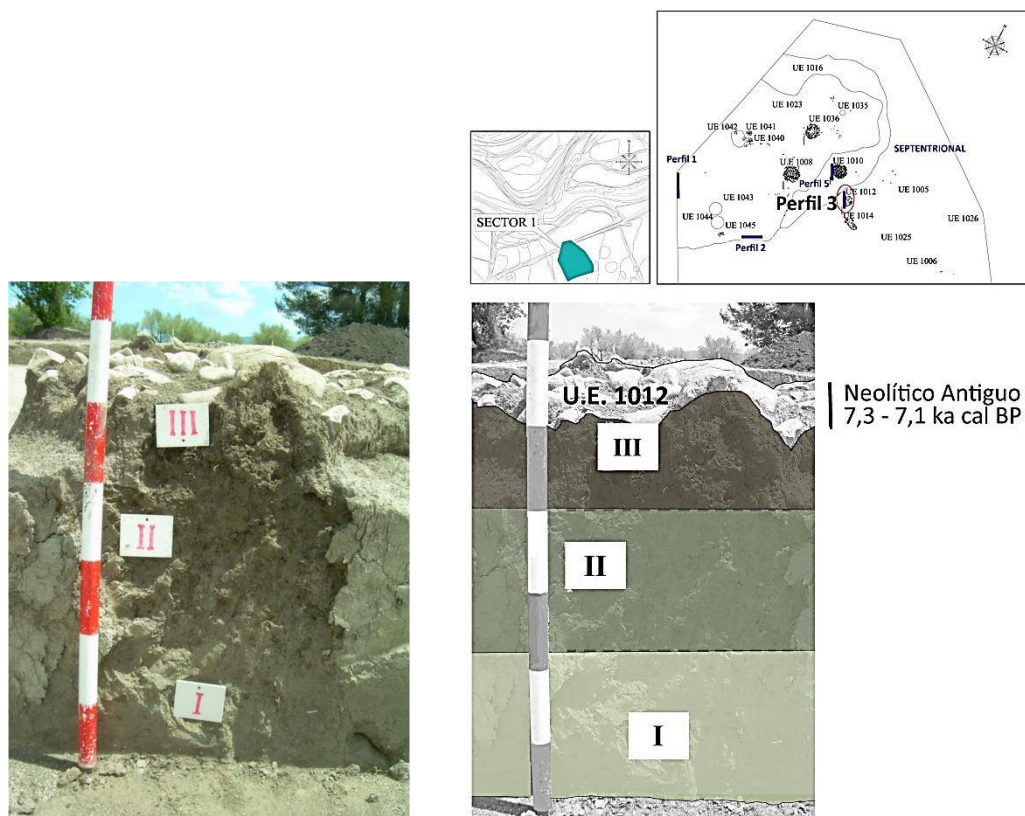 UE 1016
UE 1023
UE 1035
UE 1036
UE 1042
UE 1041
UE 1040
SEPTENTRIONAL
Perfil 1
U.E 1008
UE 1010
Perfil 5
UE 1012
UE 1005
Perfil 3
UE 1043
UE 1014
UE 1044
UE 1026
UE 1045
UE 1025
Perfil 2
UE 1006
SECTOR 1
III
II
I
U.E. 1012
Neolítico Antiguo
7,3 - 7,1 ka cal BP
III
II
I